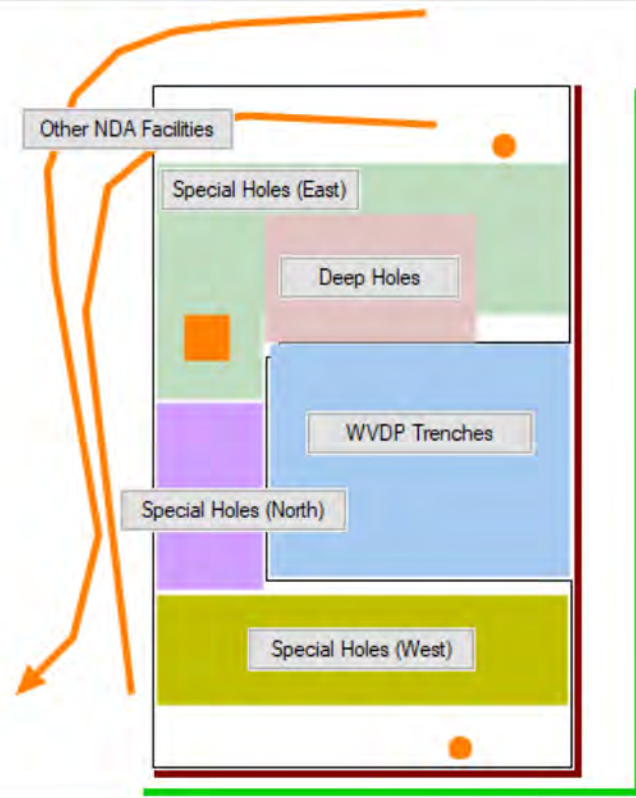 Other NDA Facilities
Special Holes (East)
Deep Holes
WVDP Trenches
Special Holes (North)
Special Holes (West)